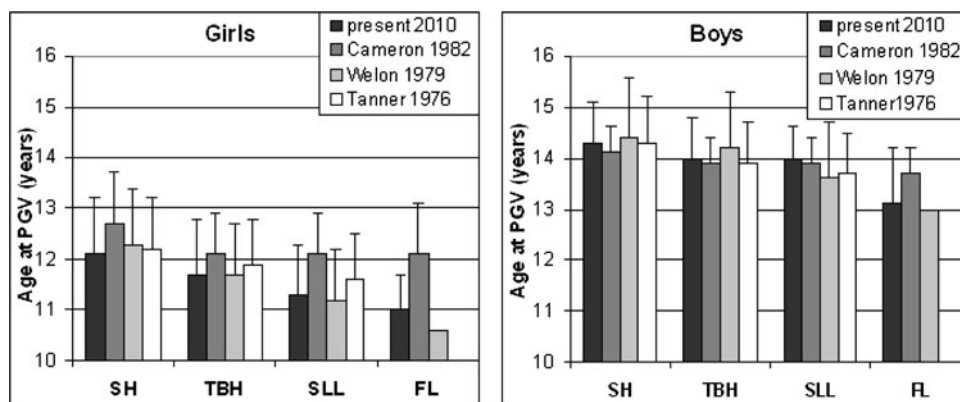 Girls
present 2010
Cameron 1982
Welon 1979
Tanner 1976
Age at PGV (years)
16
15
14
13
12
11
10
SH TBH SLL FL
Boys
present 2010
Cameron 1982
Welon 1979
Tanner1976
Age at PGV (years)
16
15
14
13
12
11
10
SH TBH SLL FL